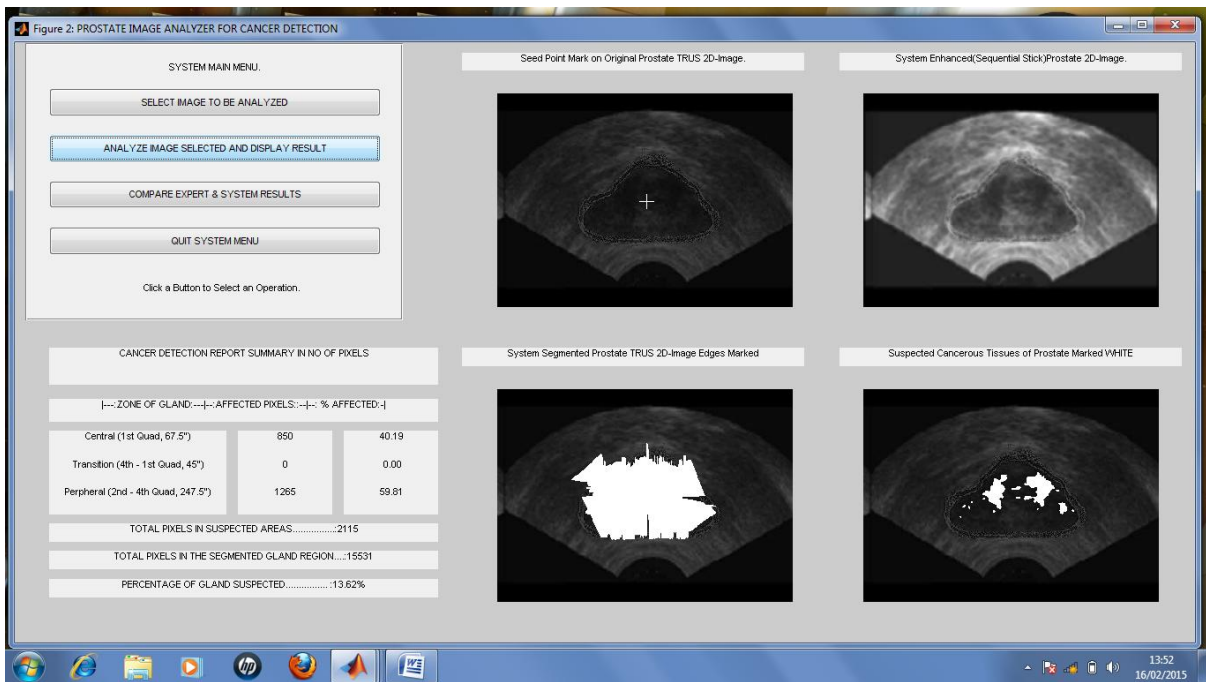 Figure 2: PROSTATE IMAGE ANALYZER FOR CANCER DETECTION
SYSTEM MAIN MENU.
SELECT IMAGE TO BE ANALYZED
ANALYZE IMAGE SELECTED AND DISPLAY RESULT
COMPARE EXPERT & SYSTEM RESULTS
QUIT SYSTEM MENU
Click a Button to Select an Operation.
Seed Point Mark on Original Prostate TRUS 2D-Image.
System Enhanced(Sequential Stick)Prostate 2D-Image.
CANCER DETECTION REPORT SUMMARY IN NO OF PIXELS
|---:ZONE OF GLAND:---|--:AFFECTED PIXELS::--|--: % AFFECTED:-|
Central (1st Quad, 67.5") 850 40.19
Transition (4th - 1st Quad, 45") 0 0.00
Perpheral (2nd - 4th Quad, 247.5") 1265 59.81
TOTAL PIXELS IN SUSPECTED AREAS..............:2115
TOTAL PIXELS IN THE SEGMENTED GLAND REGION....:15531
PERCENTAGE OF GLAND SUSPECTED................ :13.62%
System Segmented Prostate TRUS 2D-Image Edges Marked
Suspected Cancerous Tissues of Prostate Marked WHITE
hp
W
13:52
16/02/2015